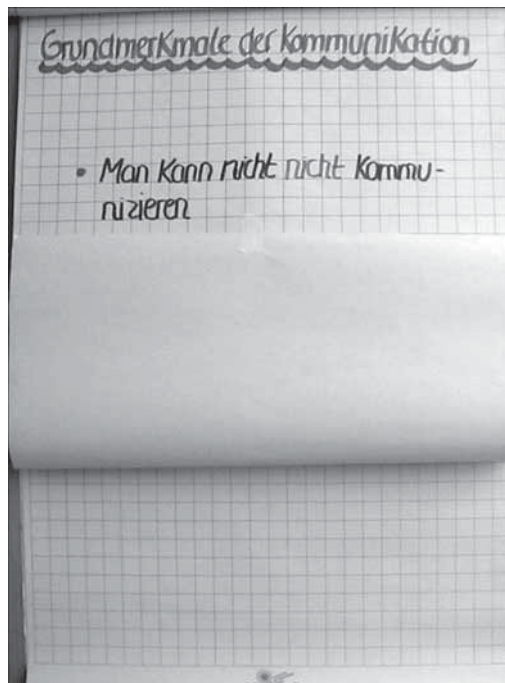 Grundmerkmale der Kommunikation
• Man kann nicht nicht kommu-
nizieren